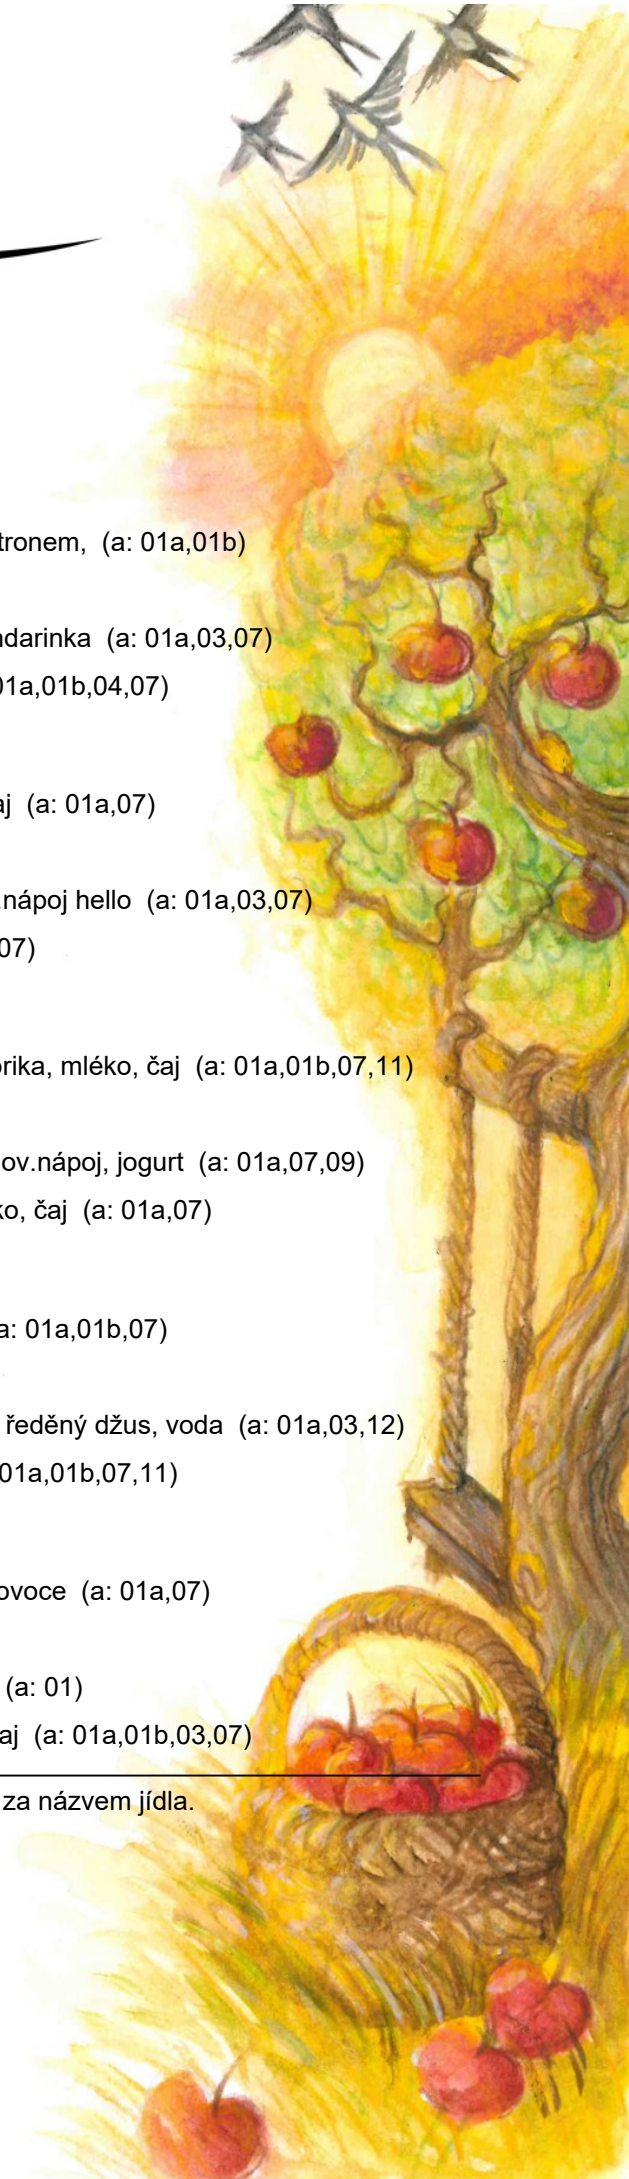 tronem, (a: 01a,01b)
ndarinka (a: 01a,03,07)
01a,01b,04,07)
aj (a: 01a,07)
.nápoj hello (a: 01a,03,07)
07)
prika, mléko, čaj (a: 01a,01b,07,11)
ov.nápoj, jogurt (a: 01a,07,09)
ko, čaj (a: 01a,07)
a: 01a,01b,07)
ředěný džus, voda (a: 01a,03,12)
01a,01b,07,11)
ovoce (a: 01a,07)
(a: 01)
aj (a: 01a,01b,03,07)
za názvem jídla.